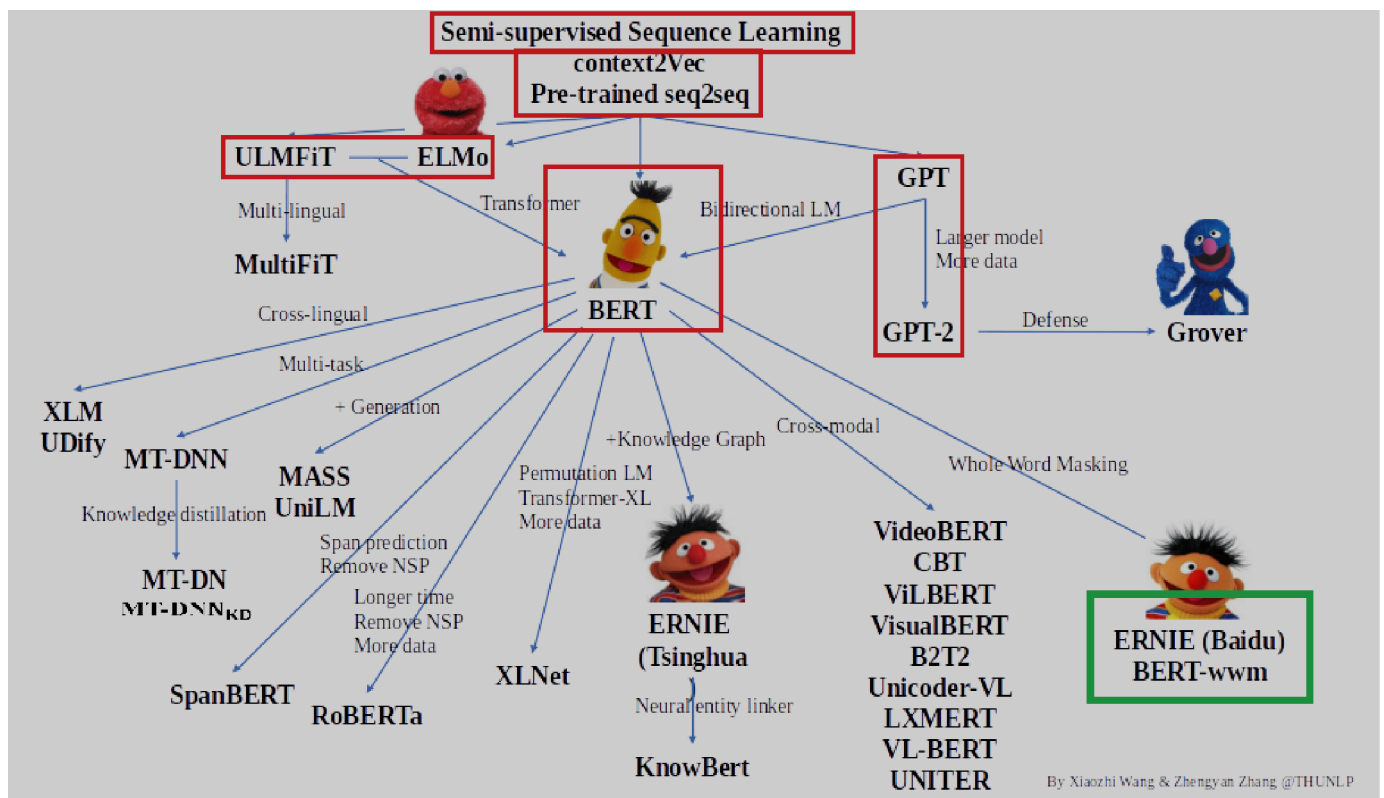 Semi-supervised Sequence Learning
context2Vec
Pre-trained seq2seq
ULMFiT
ELMo
GPT
Multi-lingual
Transformer
Bidirectional LM
Larger model
More data
MultiFiT
BERT
GPT-2
Defense
Grover
Cross-lingual
Multi-task
+ Generation
+Knowledge Graph
Cross-modal
Whole Word Masking
XLM
UDify
MT-DNN
MASS
UniLM
Permutation LM
Transformer-XL
More data
Knowledge distillation
Span prediction
Remove NSP
VideoBERT
CBT
ViLBERT
VisualBERT
B2T2
Unicoder-VL
LXMERT
VL-BERT
UNITER
MT-DN
MT-DNN KD
Longer time
Remove NSP
More data
ERNIE
(Tsinghua
)
ERNIE (Baidu)
BERT-wwm
XLNet
SpanBERT
RoBERTa
Neural entity linker
KnowBert
By Xiaozhi Wang & Zhengyan Zhang @THUNLP